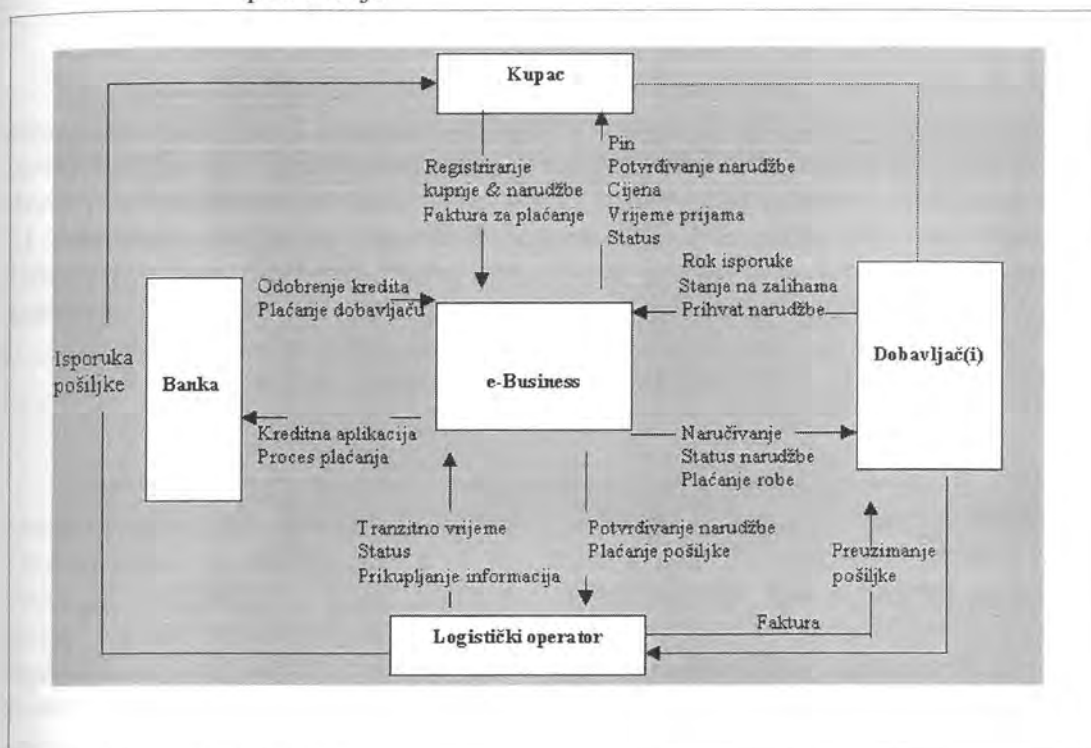 Kupac
Registriranje
kupnje & narudžbe
Faktura za plaćanje
Pin
Potvrđivanje narudžbe
Cijena
Vrijeme prijama
Status
Odobrenje kredita
Plaćanje dobavljaču
Rok isporuke
Stanje na zalihama
Prihvat narudžbe
Isporuka
pošiljke
Banka
e-Business
Dobavljač(i)
Kreditna aplikacija
Proces plaćanja
Naručivanje
Status narudžbe
Plaćanje robe
Tranzitno vrijeme
Status
Prikupljanje informacija
Potvrđivanje narudžbe
Plaćanje pošiljke
Preuzimanje
pošiljke
Faktura
Logistički operator